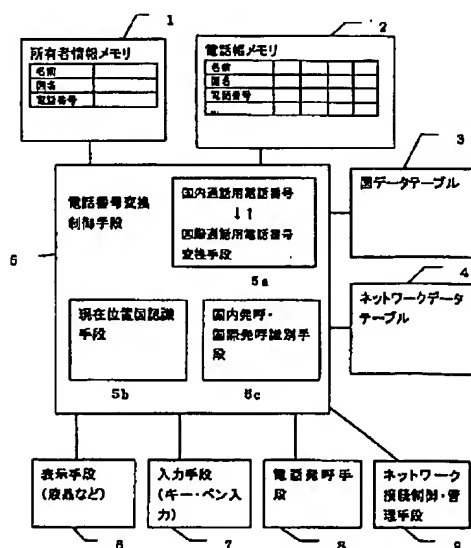 1
所有者情報メモリ
名前
国名
電話番号
2
電話帳メモリ
名前
国名
電話番号
...
3
国データテーブル
4
ネットワークデータ
テーブル
5
電話番号変換
制御手段
国内通話用電話番号
↓↑
国際通話用電話番号
変換手段
5a
現在位置国認識
手段
5b
国内発呼・
国際発呼識別手
段
5c
表示手段
(液晶など)
6
入力手段
(キー・ペン入
力)
7
電話発呼手
段
8
ネットワーク
接続制御・管
理手段
9